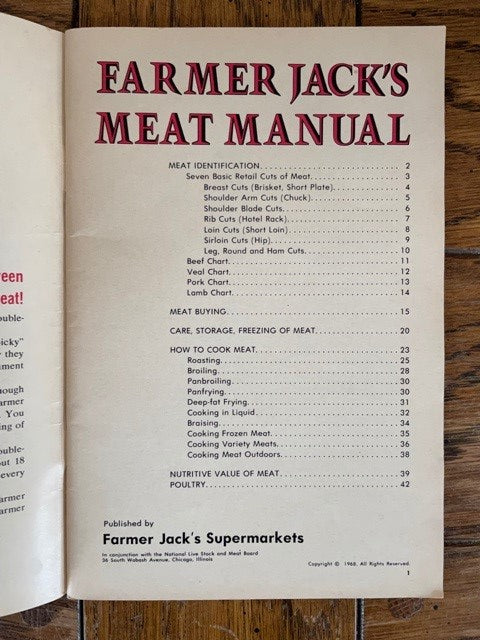 een
eat!
ouble-
icky"
they
ment
nough
armer
You
ing of
ouble-
out 18
every
armer
armer
FARMER JACK'S
MEAT MANUAL
MEAT IDENTIFICATION 2
Seven Basic Retail Cuts of Meat 3
Breast Cuts (Brisket, Short Plate) 4
Shoulder Arm Cuts (Chuck) 5
Shoulder Blade Cuts 6
Rib Cuts (Hotel Rack) 7
Loin Cuts (Short Loin) 8
Sirloin Cuts (Hip) 9
Leg, Round and Ham Cuts 10
Beef Chart 11
Veal Chart 12
Pork Chart 13
Lamb Chart 14
MEAT BUYING 15
CARE, STORAGE, FREEZING OF MEAT 20
HOW TO COOK MEAT 23
Roasting 25
Broiling 28
Panbroiling 30
Panfrying 30
Deep-fat Frying 31
Cooking in Liquid 32
Braising 34
Cooking Frozen Meat 35
Cooking Variety Meats 36
Cooking Meat Outdoors 38
NUTRITIVE VALUE OF MEAT 39
POULTRY 42
Published by
Farmer Jack's Supermarkets
In conjunction with the National Live Stock and Meat Board
36 South Wabash Avenue, Chicago, Illinois
Copyright © 1968, All Rights Reserved.
1